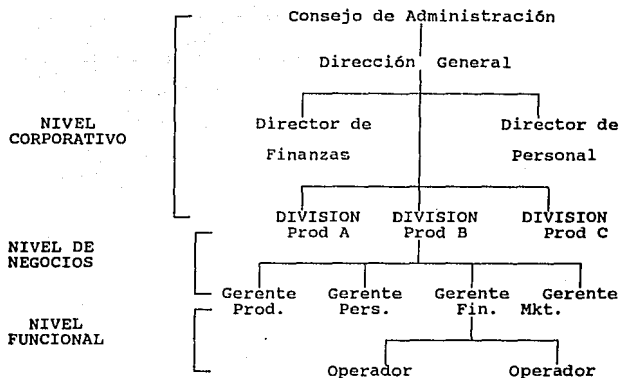 Consejo de Administración
Dirección General
NIVEL
CORPORATIVO
Director de
Finanzas
Director de
Personal
DIVISION
Prod A
DIVISION
Prod B
DIVISION
Prod C
NIVEL DE
NEGOCIOS
Gerente
Prod.
Gerente
Pers.
Gerente
Fin.
Gerente
Mkt.
NIVEL
FUNCIONAL
Operador
Operador